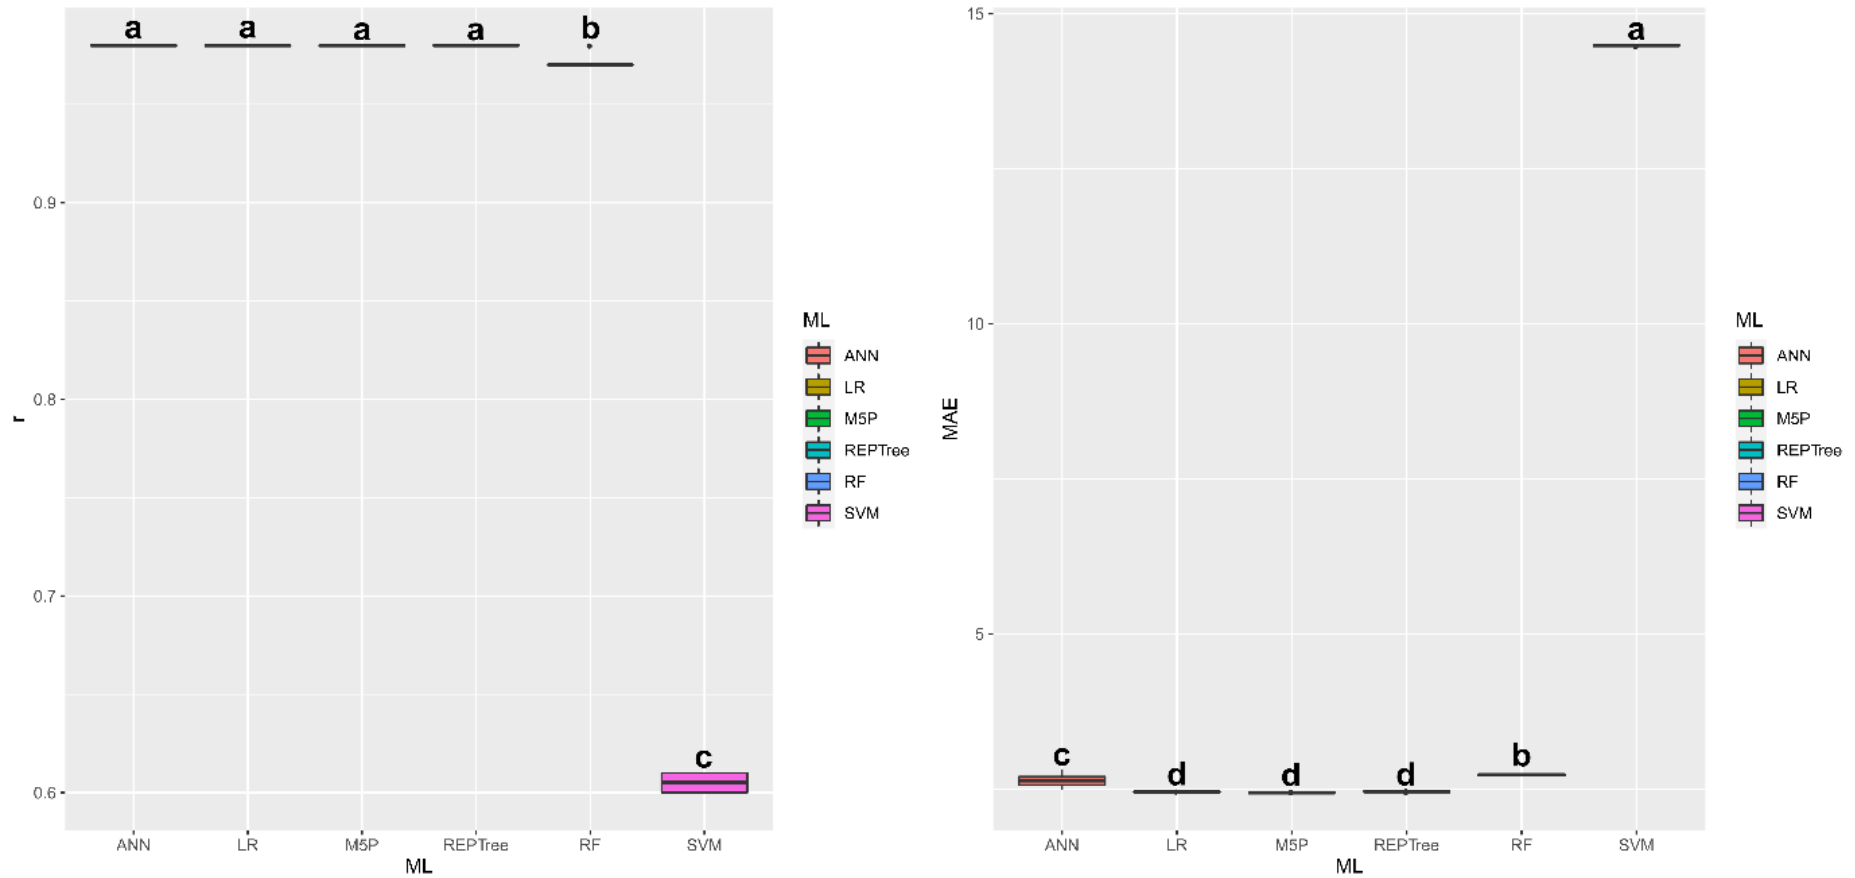 a a a a b
c
0.9
0.8
0.7
0.6
r
ANN LR M5P REPTree RF SVM
ML
ML
ANN
LR
M5P
REPTree
RF
SVM
a
15
10
5
MAE
c d d d b
ANN LR M5P REPTree RF SVM
ML
ML
ANN
LR
M5P
REPTree
RF
SVM